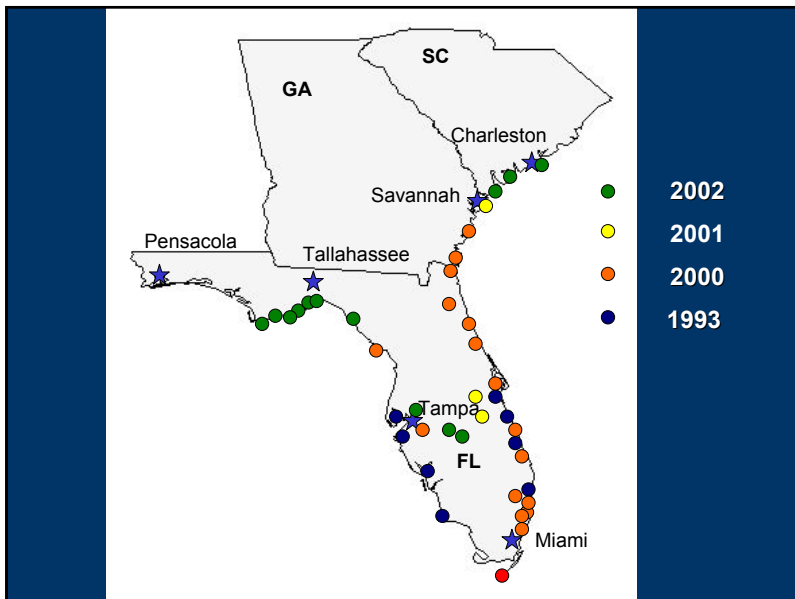 SC
GA
Charleston
Savannah
2002
2001
Pensacola
Tallahassee
2000
1993
Tampa
FL
Miami